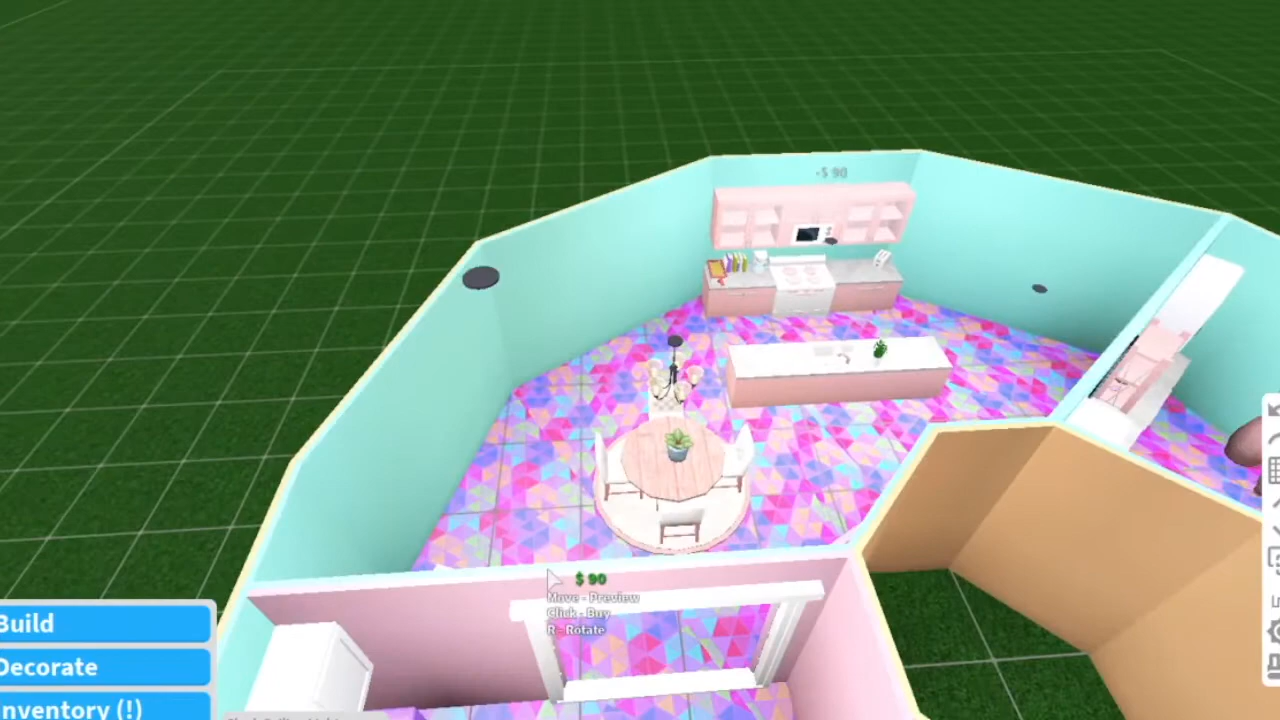 -$ 90
$ 90
Move - Preview
Click - Buy
R - Rotate
Build
Decorate
Inventory (!)